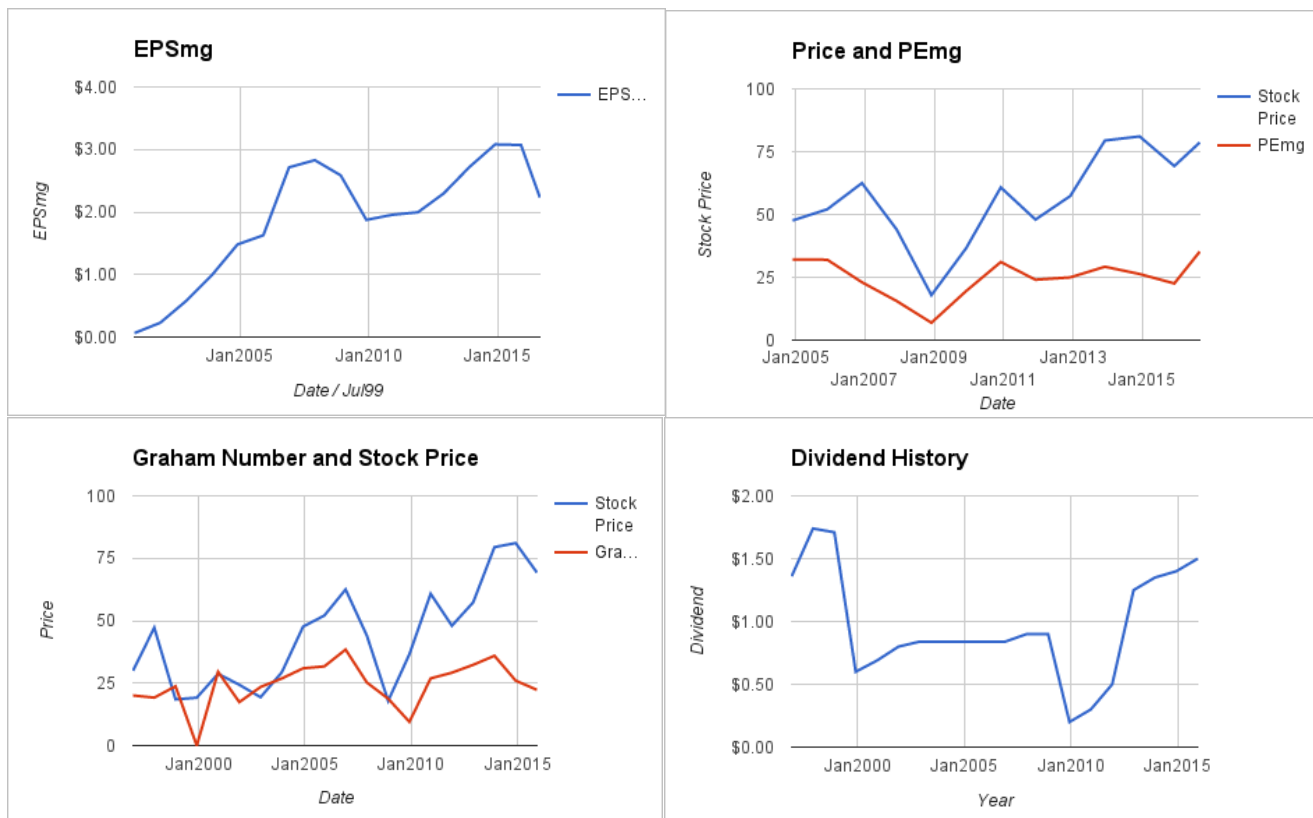 EPSmg
$4.00
$3.00
$2.00
$1.00
$0.00
EPSmg
Jan2005
Jan2010
Jan2015
Date / Jul99
EPS...
Price and PEmg
100
75
50
25
0
Stock Price
Jan2005
Jan2007
Jan2009
Jan2011
Jan2013
Jan2015
Date
Stock
Price
PEmg
Graham Number and Stock Price
100
75
50
25
0
Price
Jan2000
Jan2005
Jan2010
Jan2015
Date
Stock
Price
Gra...
Dividend History
$2.00
$1.50
$1.00
$0.50
$0.00
Dividend
Jan2000
Jan2005
Jan2010
Jan2015
Year